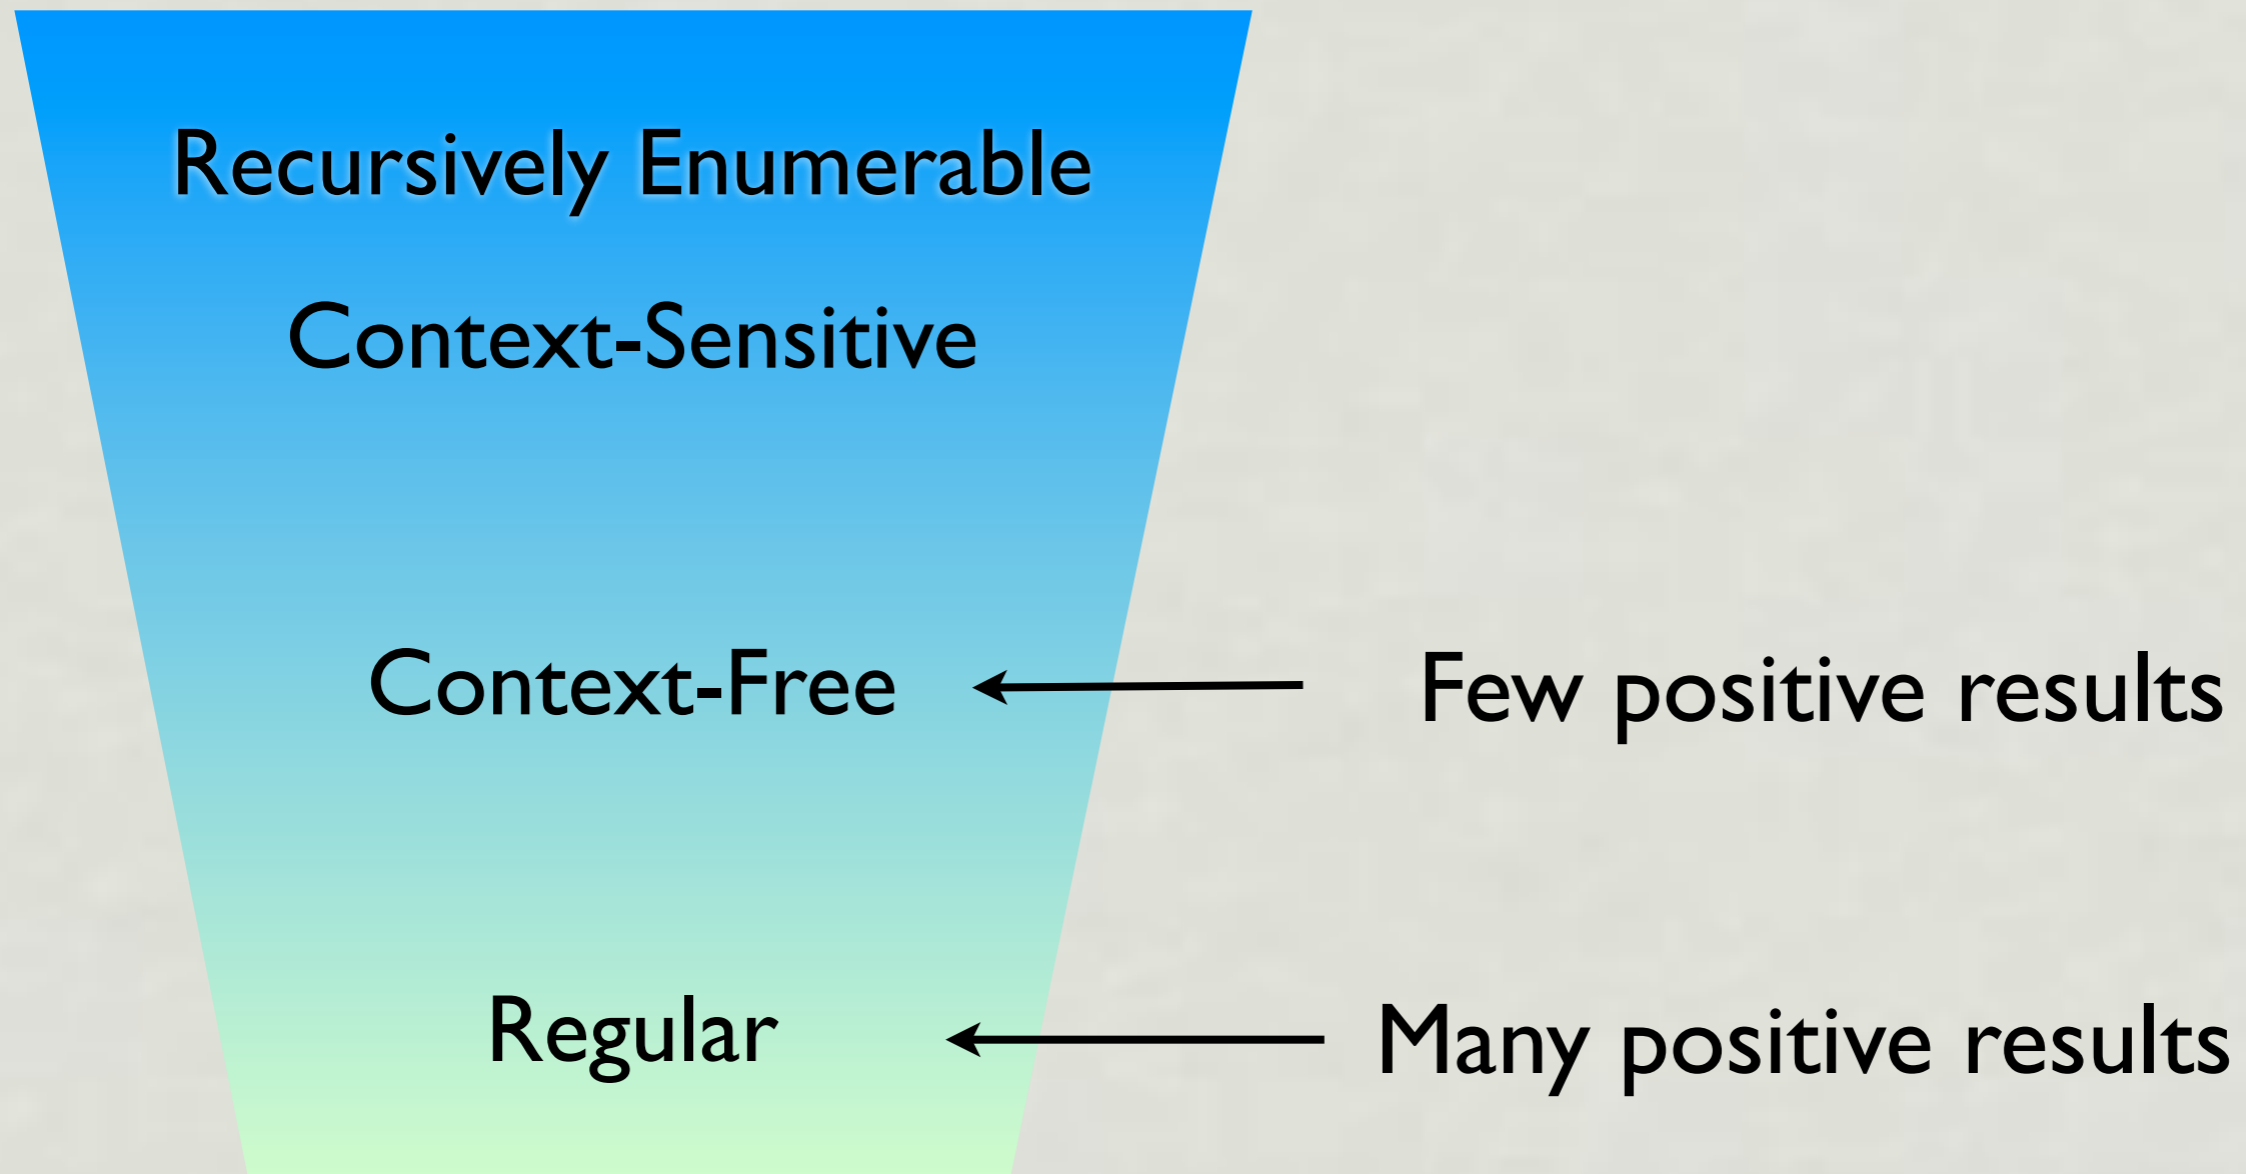 Recursively Enumerable
Context-Sensitive
Context-Free
Few positive results
Regular
Many positive results